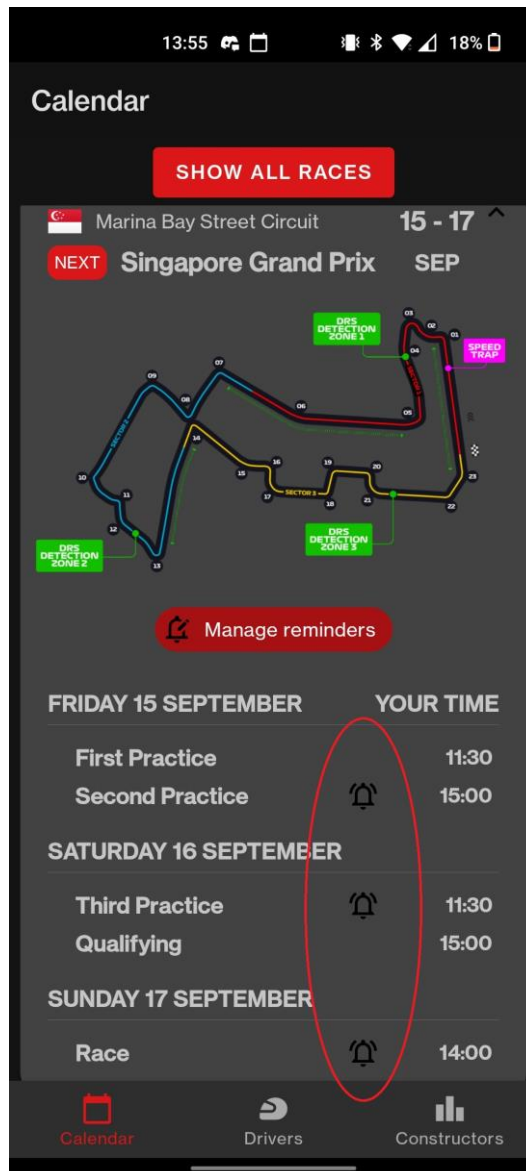 13:55 18%
Calendar
SHOW ALL RACES
Marina Bay Street Circuit 15 - 17
NEXT Singapore Grand Prix SEP
03
02
01
DRS
DETECTION
ZONE 1
04
SPEED
TRAP
SECTOR 1
07
09
08
06
05
SECTOR 2
14
16
19
20
23
10
15
11
17
SECTOR 3
18
21
22
12
DRS
DETECTION
ZONE 2
13
DRS
DETECTION
ZONE 3
Manage reminders
FRIDAY 15 SEPTEMBER YOUR TIME
First Practice 11:30
Second Practice 15:00
SATURDAY 16 SEPTEMBER
Third Practice 11:30
Qualifying 15:00
SUNDAY 17 SEPTEMBER
Race 14:00
Calendar Drivers Constructors